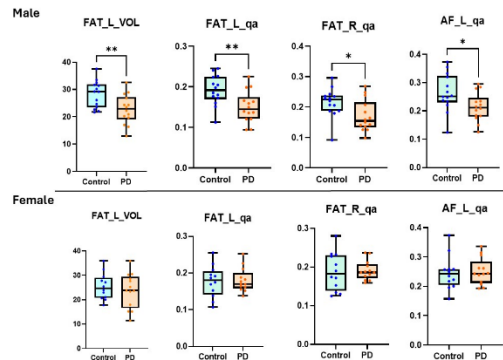 Male
FAT_L_VOL
FAT_L_qa
FAT_R_qa
AF_L_qa
**
**
*
*
40
30
20
10
0
0.3
0.2
0.1
0.0
0.4
0.3
0.2
0.1
0.0
0.4
0.3
0.2
0.1
0.0
Control PD
Control PD
Control PD
Control PD
Female
FAT_L_VOL
FAT_L_qa
FAT_R_qa
AF_L_qa
40
30
20
10
0
0.3
0.2
0.1
0.0
0.3
0.2
0.1
0.0
0.4
0.3
0.2
0.1
0.0
Control PD
Control PD
Control PD
Control PD